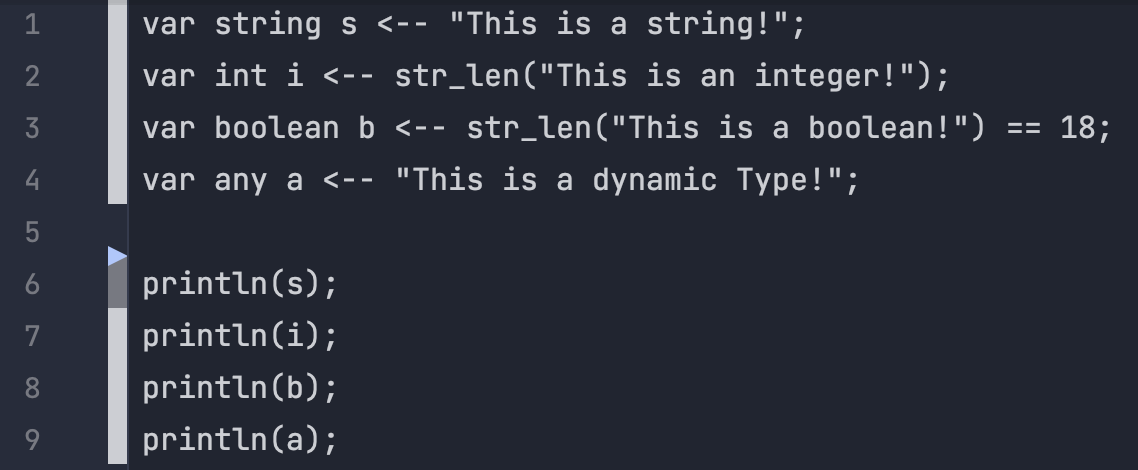 1 var string s <-- "This is a string!";
2 var int i <-- str_len("This is an integer!");
3 var boolean b <-- str_len("This is a boolean!") == 18;
4 var any a <-- "This is a dynamic Type!";
5
6 println(s);
7 println(i);
8 println(b);
9 println(a);